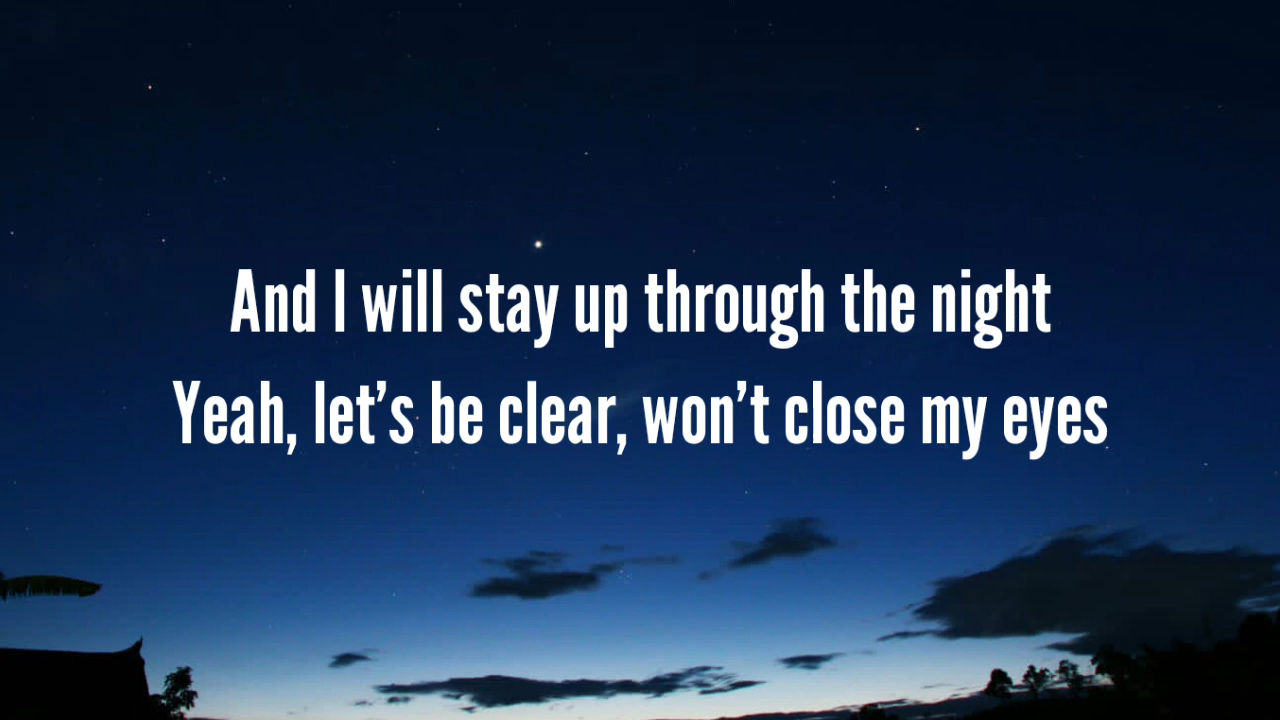 And I will stay up through the night
Yeah, let’s be clear, won’t close my eyes